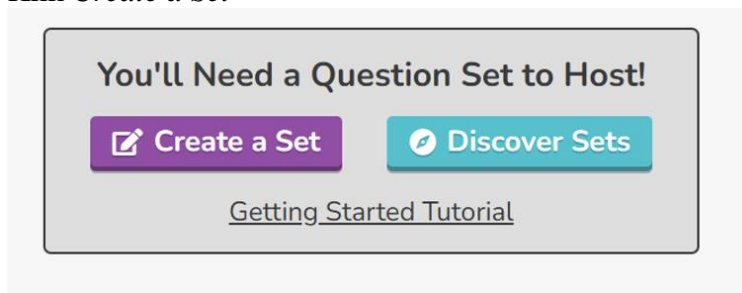 You'll Need a Question Set to Host!
Create a Set
Discover Sets
Getting Started Tutorial